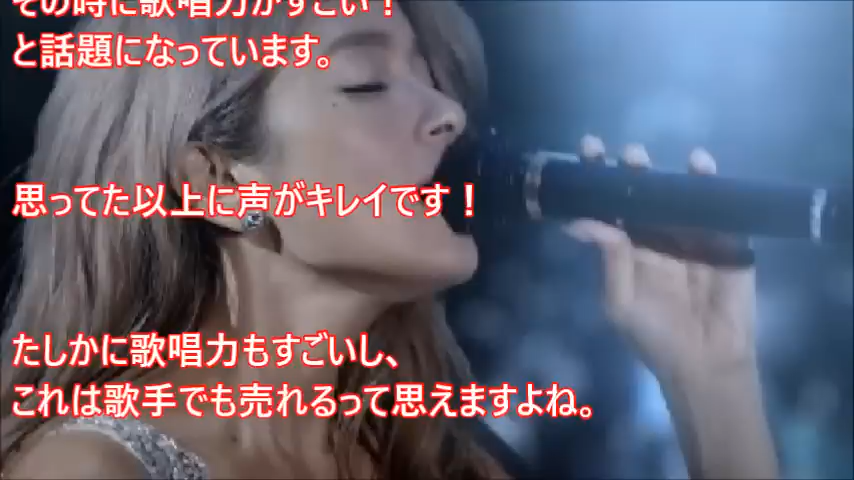 その時に歌唱力がすごい！
と話題になっています。
思ってた以上に声がキレイです！
たしかに歌唱力もすごいし、
これは歌手でも売れるって思えますよね。